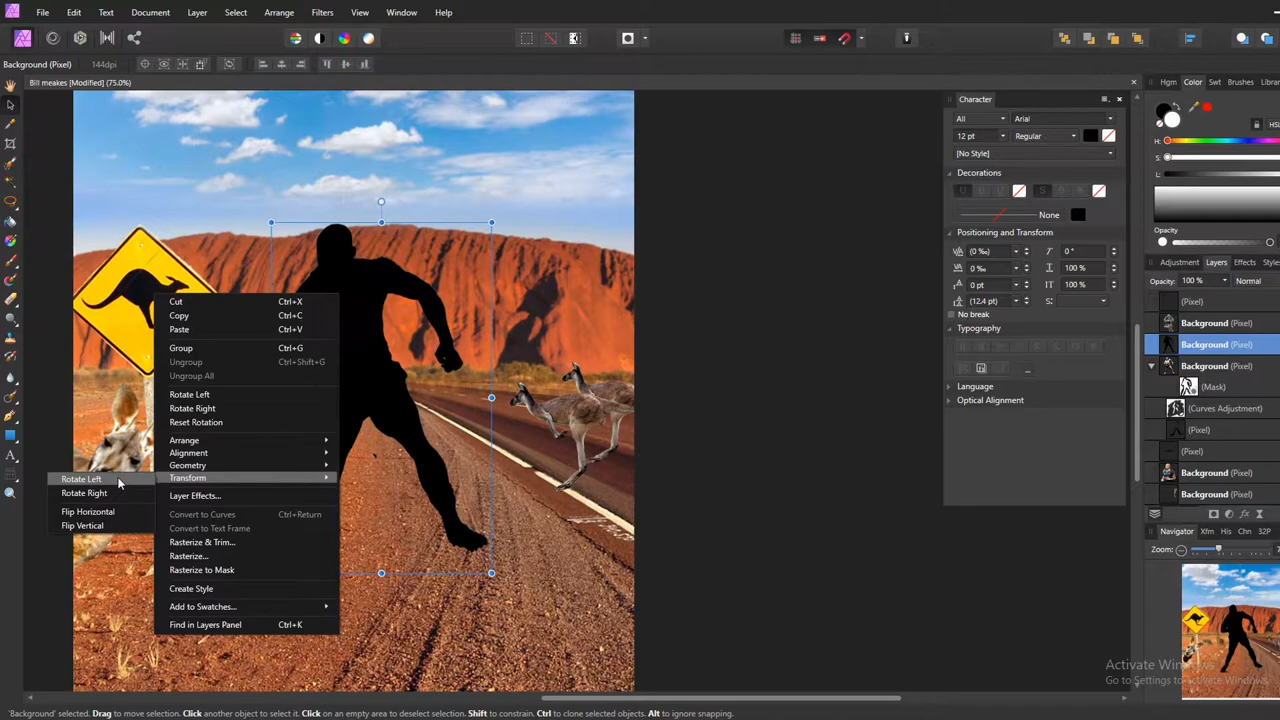 File Edit Text Document Layer Select Arrange Filters View Window Help
Background (Pixel) 144dpi
Bill meakes [Modified] (75.0%)
Hgm Color Swt Brushes Librar
HSL
H:
S:
L:
Opacity
Adjustment Layers Effects Styles
Opacity: 100 % Normal
(Pixel)
Background (Pixel)
Background (Pixel)
Background (Pixel)
(Mask)
(Curves Adjustment)
(Pixel)
(Pixel)
Background (Pixel)
Background (Pixel)
Navigator Xfm His Chn 32P
Zoom:
Character
All Arial
12 pt Regular
[No Style]
Decorations
None
Positioning and Transform
(0 ‰) 0 °
0 ‰ 100 %
0 pt 100 %
(12.4 pt) S:
No break
Typography
Language
Optical Alignment
Cut Ctrl+X
Copy Ctrl+C
Paste Ctrl+V
Group Ctrl+G
Ungroup Ctrl+Shift+G
Ungroup All
Rotate Left
Rotate Right
Reset Rotation
Arrange
Alignment
Geometry
Transform
Layer Effects...
Convert to Curves Ctrl+Return
Convert to Text Frame
Rasterize & Trim...
Rasterize...
Rasterize to Mask
Create Style
Add to Swatches...
Find in Layers Panel Ctrl+K
Rotate Left
Rotate Right
Flip Horizontal
Flip Vertical
Activate Windows
Go to Settings to Activate Windows.
'Background' selected. Drag to move selection. Click another object to select it. Click on an empty area to deselect selection. Shift to constrain. Ctrl to clone selected objects. Alt to ignore snapping.